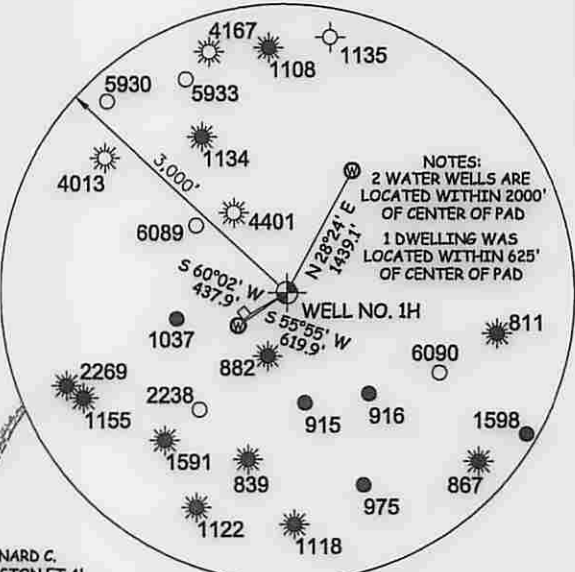 4167
1108
1135
5930
5933
1134
4013
3,000'
4401
6089
NOTES:
2 WATER WELLS ARE
LOCATED WITHIN 2000'
OF CENTER OF PAD
1 DWELLING WAS
LOCATED WITHIN 625'
OF CENTER OF PAD
W
N 28°24' E
1439.1'
S 60°02' W
437.9'
WELL NO. 1H
W
S 55°55' W
619.9'
1037
882
811
6090
2269
1155
2238
915
916
1598
1591
839
867
975
1122
1118
NARD C.